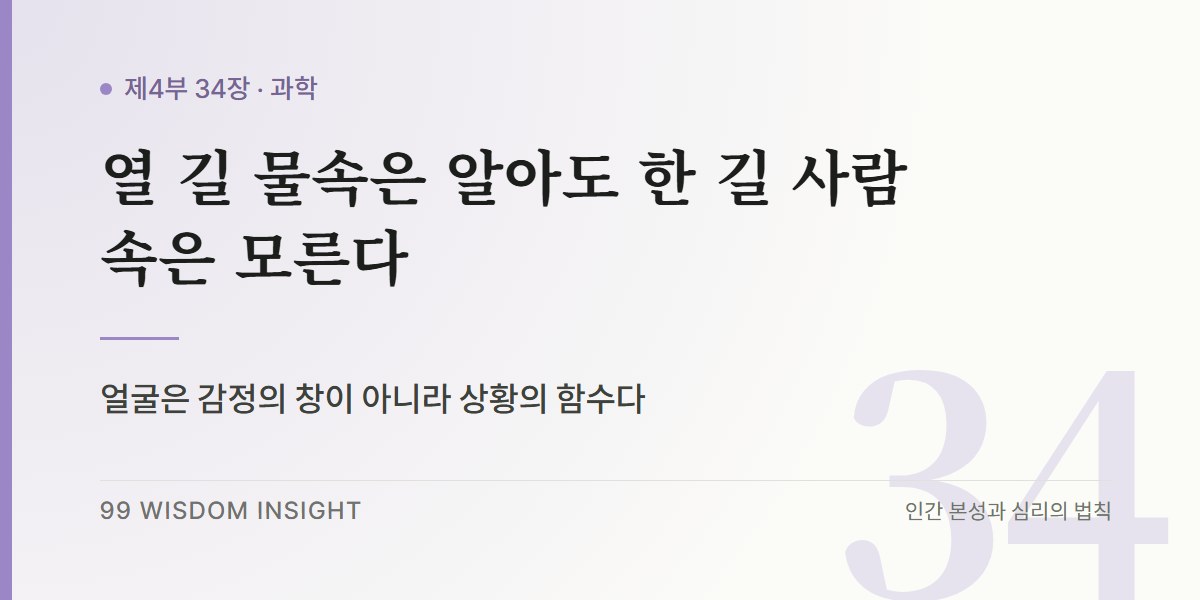 제4부 34장 · 과학
열 길 물속은 알아도 한 길 사람
속은 모른다
얼굴은 감정의 창이 아니라 상황의 함수다
34
99 WISDOM INSIGHT
인간 본성과 심리의 법칙